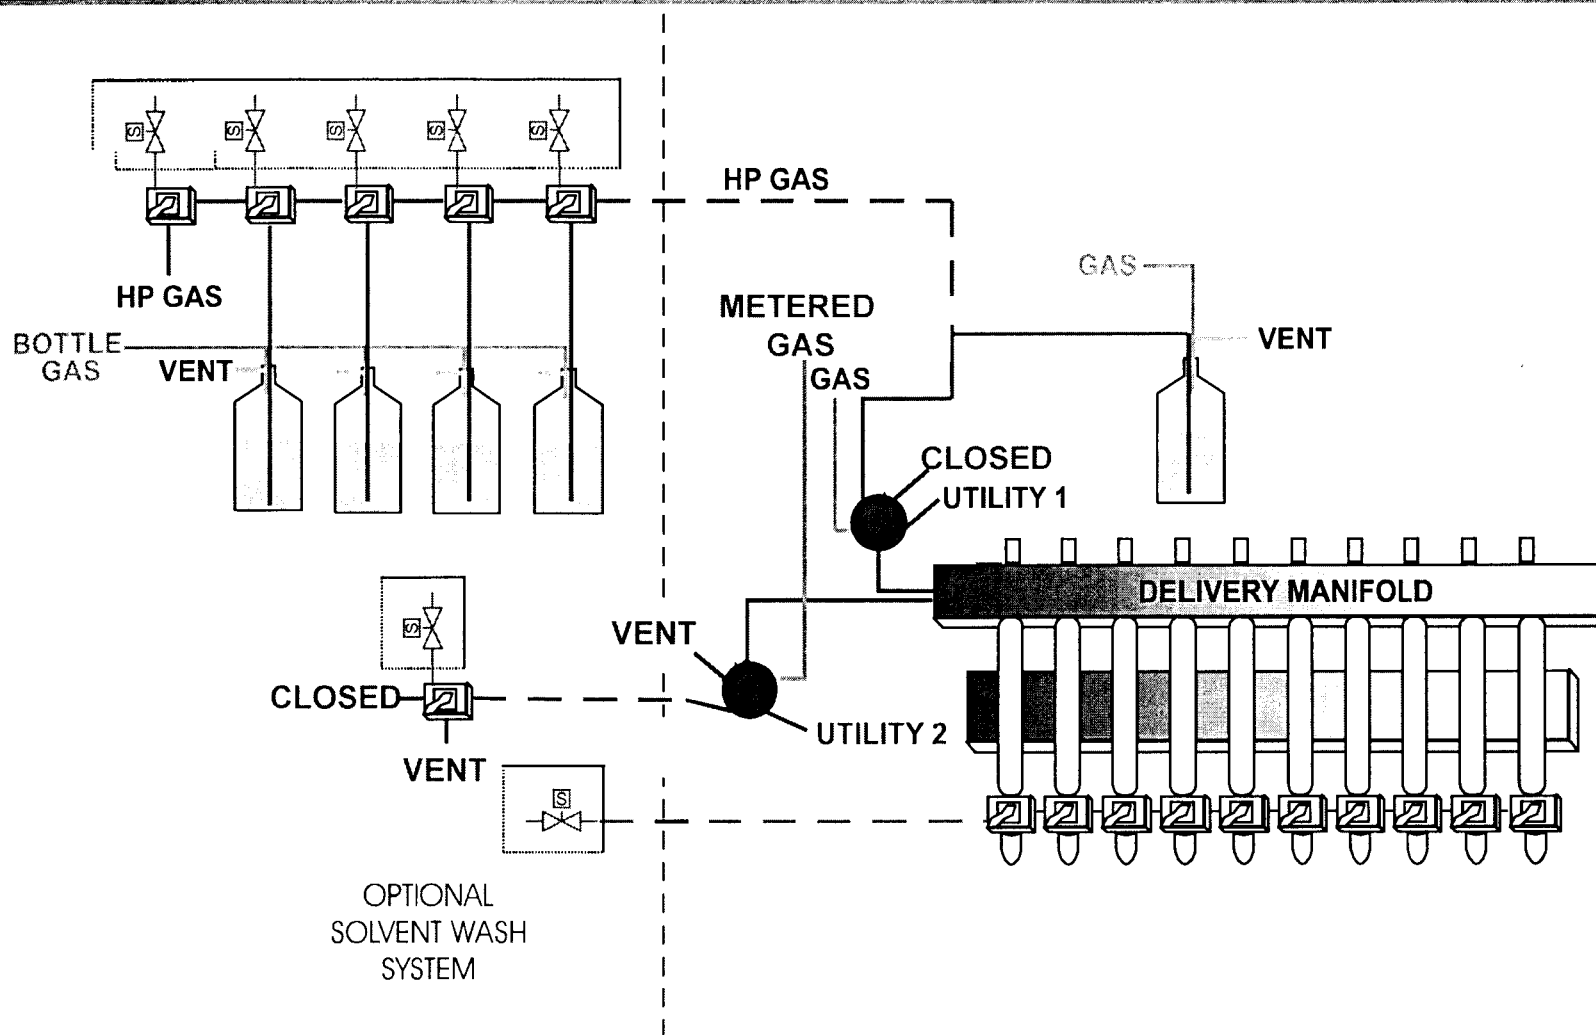 S
S
S
S
S
HP GAS
HP GAS
GAS
METERED
GAS
VENT
BOTTLE
GAS
VENT
GAS
CLOSED
UTILITY 1
DELIVERY MANIFOLD
S
VENT
CLOSED
UTILITY 2
VENT
S
OPTIONAL
SOLVENT WASH
SYSTEM